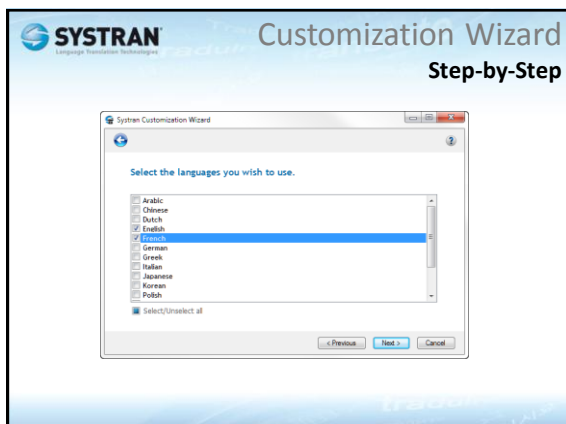 SYSTRAN
Language Translation Technologies
Customization Wizard
Step-by-Step
Systran Customization Wizard
Select the languages you wish to use.
Arabic
Chinese
Dutch
English
French
German
Greek
Italian
Japanese
Korean
Polish
Select/Unselect all
< Previous
Next >
Cancel